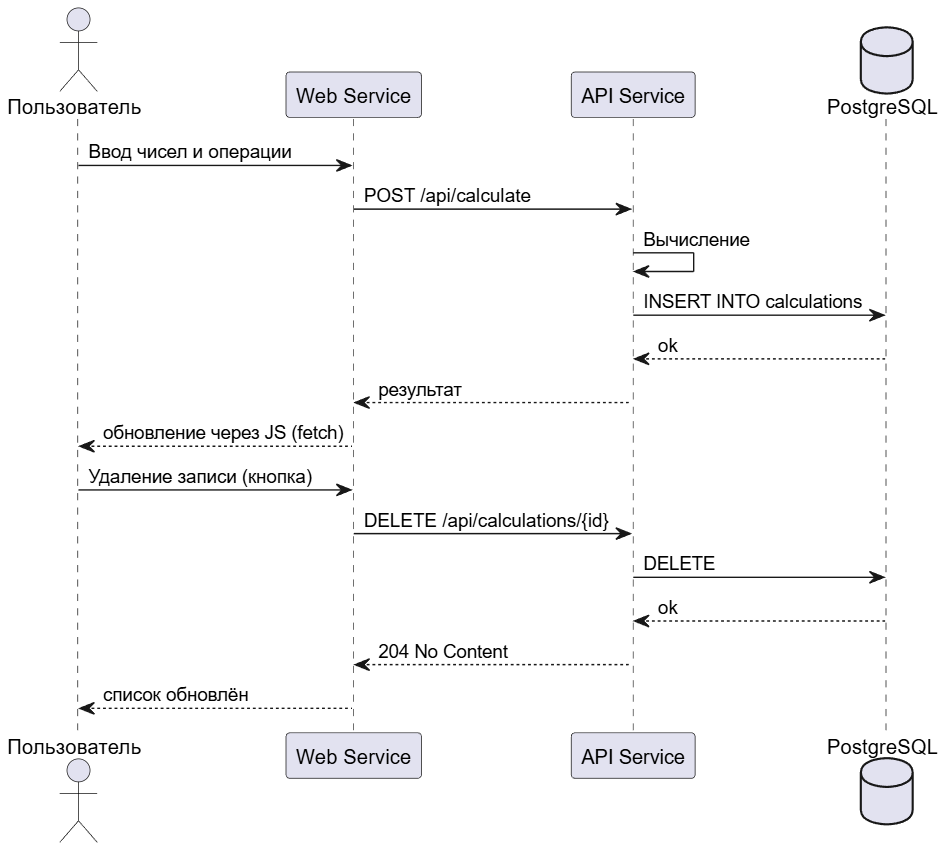 Пользователь
Web Service
API Service
PostgreSQL
Ввод чисел и операции
POST /api/calculate
Вычисление
INSERT INTO calculations
ok
результат
обновление через JS (fetch)
Удаление записи (кнопка)
DELETE /api/calculations/{id}
DELETE
ok
204 No Content
список обновлён
Пользователь
Web Service
API Service
PostgreSQL